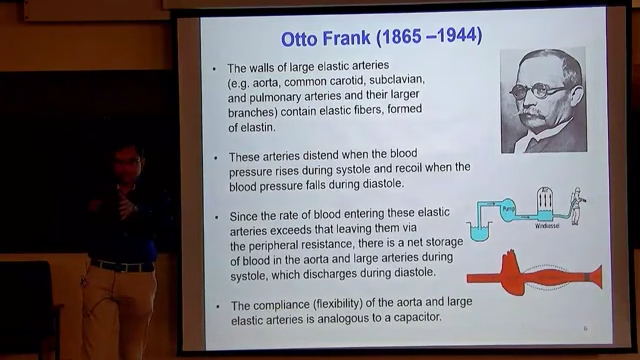 Otto Frank (1865 –1944)
• The walls of large elastic arteries
(e.g. aorta, common carotid, subclavian,
and pulmonary arteries and their larger
branches) contain elastic fibers, formed
of elastin.
• These arteries distend when the blood
pressure rises during systole and recoil when the
blood pressure falls during diastole.
• Since the rate of blood entering these elastic
arteries exceeds that leaving them via
the peripheral resistance, there is a net storage
of blood in the aorta and large arteries during
systole, which discharges during diastole.
• The compliance (flexibility) of the aorta and large
elastic arteries is analogous to a capacitor.
Air
Pump
Windkessel
6